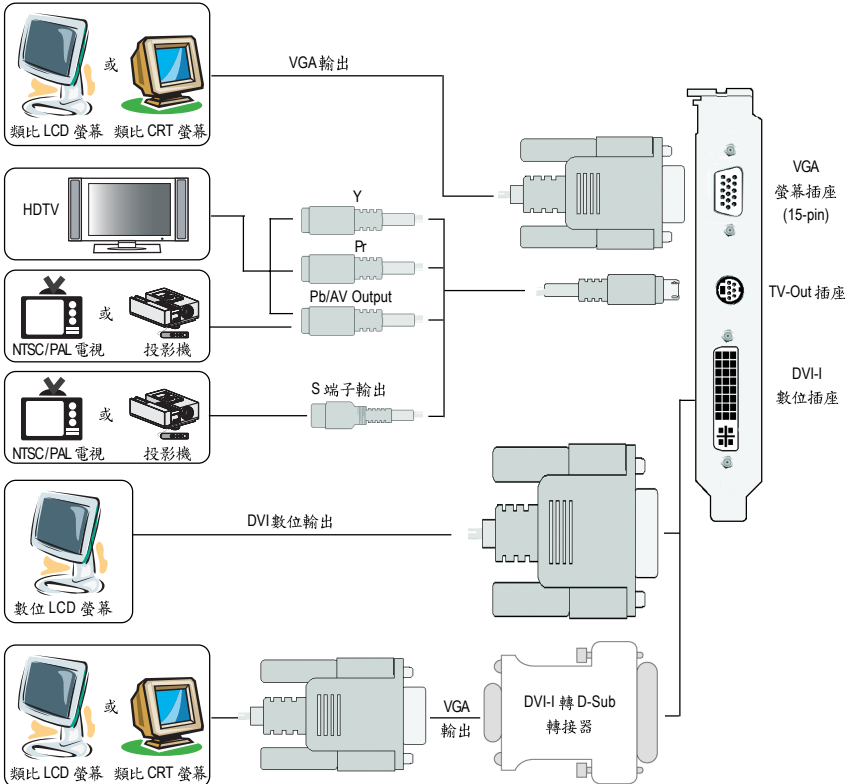 或
類比 LCD 螢幕 類比 CRT 螢幕
VGA 輸出
HDTV
Y
Pr
Pb/AV Output
或
NTSC/PAL 電視 投影機
S 端子輸出
或
NTSC/PAL 電視 投影機
VGA
螢幕插座
(15-pin)
TV-Out 插座
DVI-I
數位插座
DVI 數位輸出
數位 LCD 螢幕
或
類比 LCD 螢幕 類比 CRT 螢幕
VGA
輸出
DVI-I 轉 D-Sub
轉接器